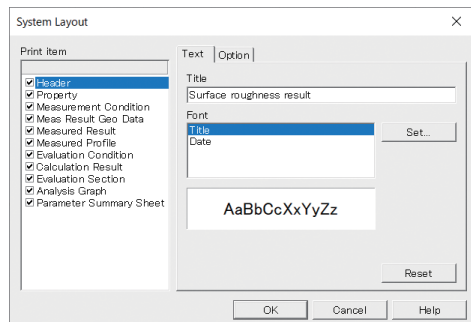 System Layout
Print item
Header
Property
Measurement Condition
Meas Result Geo Data
Measured Result
Measured Profile
Evaluation Condition
Calculation Result
Evaluation Section
Analysis Graph
Parameter Summary Sheet
Text
Option
Title
Surface roughness result
Font
Title
Date
Set...
AaBbCcXxYyZz
Reset
OK
Cancel
Help